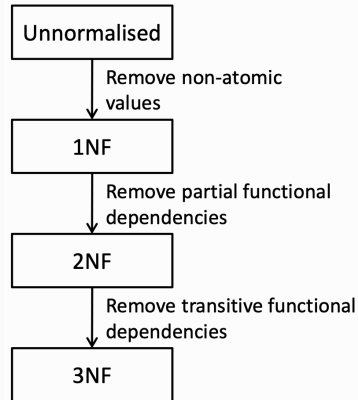 Unnormalised
Remove non-atomic
values
1NF
Remove partial functional
dependencies
2NF
Remove transitive functional
dependencies
3NF